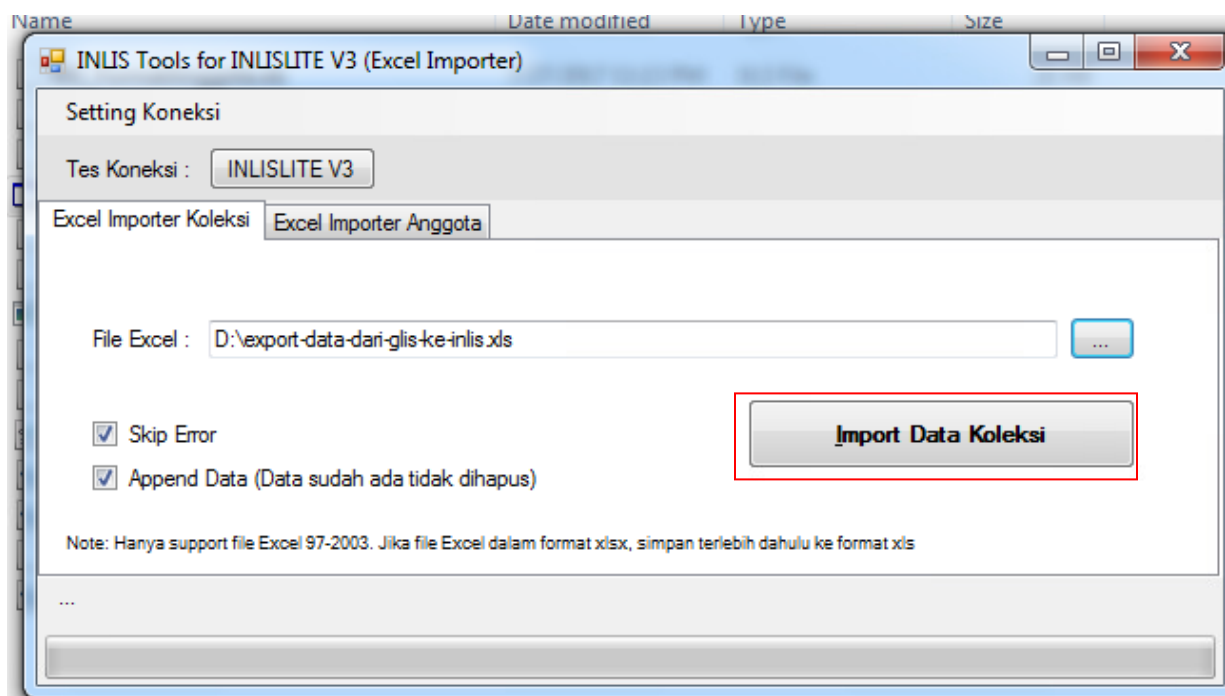 Name Date modified Type Size
INLIS Tools for INLISLITE V3 (Excel Importer)
Setting Koneksi
Tes Koneksi : INLISLITE V3
Excel Importer Koleksi Excel Importer Anggota
File Excel : D:\export-data-dari-glis-ke-inlis.xls ...
Skip Error Import Data Koleksi
Append Data (Data sudah ada tidak dihapus)
Note: Hanya support file Excel 97-2003. Jika file Excel dalam format xlsx, simpan terlebih dahulu ke format xls
...